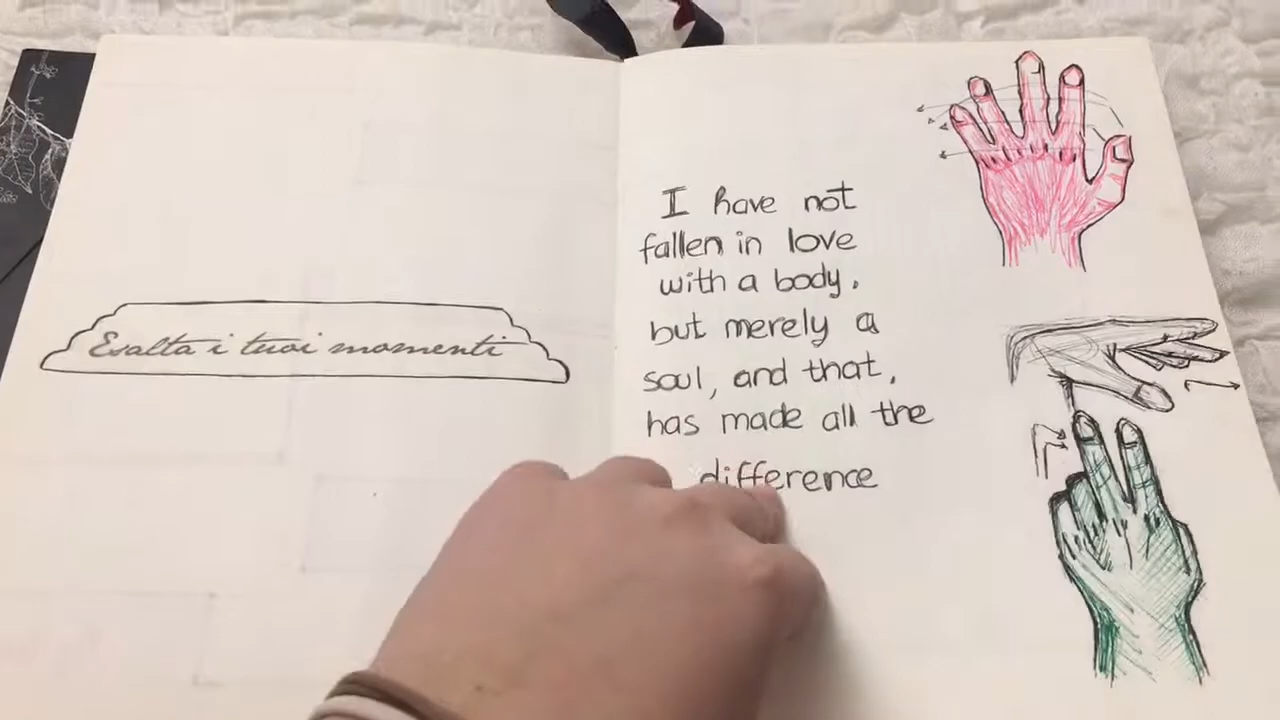 Esalta i tuoi momenti
I have not
fallen in love
with a body,
but merely a
soul, and that,
has made all the
difference